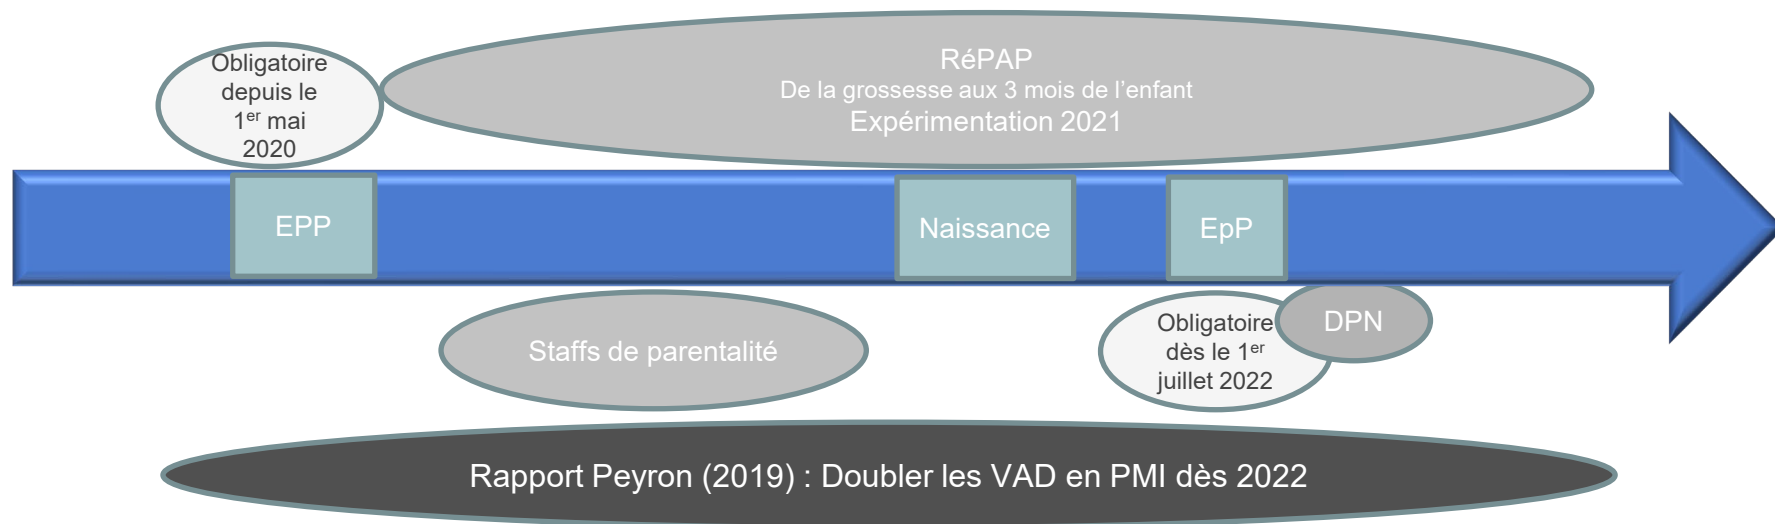 Obligatoire
depuis le
1er mai
2020
RéPAP
De la grossesse aux 3 mois de l’enfant
Expérimentation 2021
EPP
Naissance
EpP
Staffs de parentalité
Obligatoire
dès le 1er
juillet 2022
DPN
Rapport Peyron (2019) : Doubler les VAD en PMI dès 2022